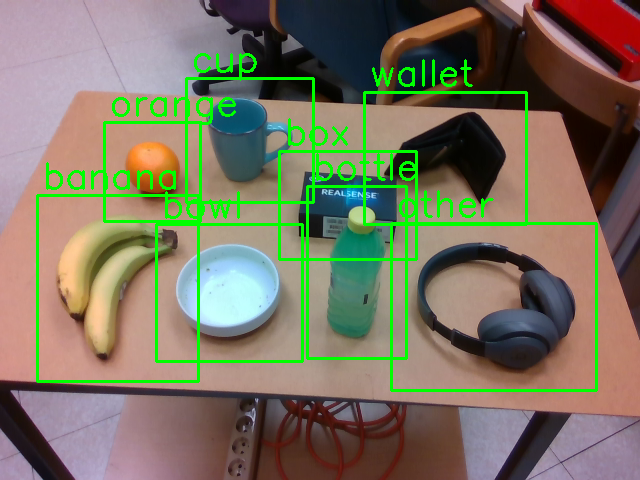 cup
wallet
orange
box
bottle
banana
REALSENSE
bowl
other